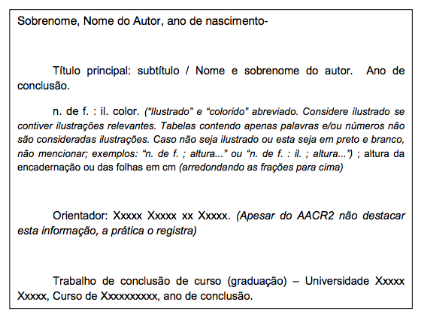 Sobrenome, Nome do Autor, ano de nascimento-
Título principal: subtítulo / Nome e sobrenome do autor. Ano de
conclusão.
n. de f. : il. color. (“Ilustrado” e “colorido” abreviado. Considere ilustrado se
contiver ilustrações relevantes. Tabelas contendo apenas palavras e/ou números não
são consideradas ilustrações. Caso não seja ilustrado ou esta seja em preto e branco,
não mencionar; exemplos: “n. de f. ; altura...” ou “n. de f. : il. ; altura...”) ; altura da
encadernação ou das folhas em cm (arredondando as frações para cima)
Orientador: Xxxxx Xxxxx xx Xxxxx. (Apesar do AACR2 não destacar
esta informação, a prática o registra)
Trabalho de conclusão de curso (graduação) – Universidade Xxxxx
Xxxxx, Curso de Xxxxxxxxxx, ano de conclusão.